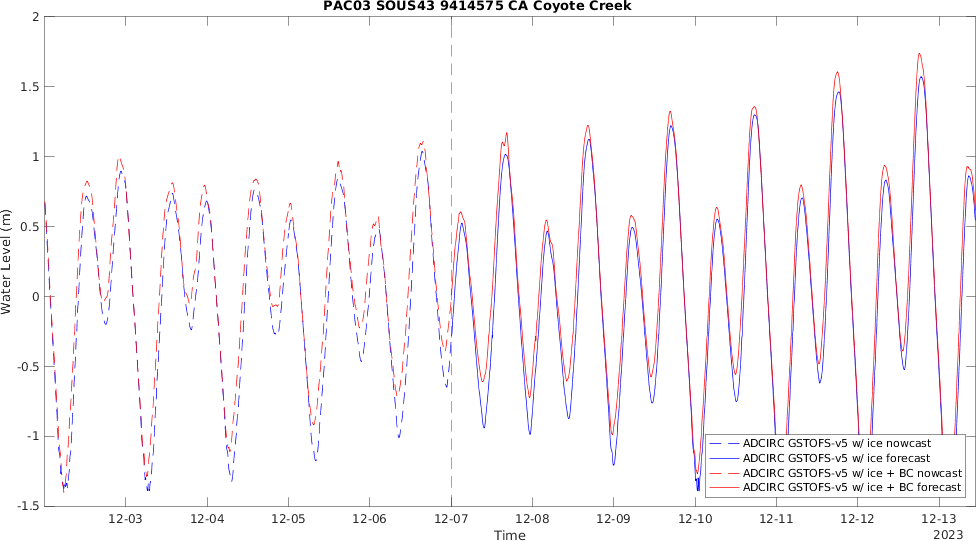 PAC03 SOUS43 9414575 CA Coyote Creek
2
1.5
1
0.5
0
-0.5
-1
-1.5
Water Level (m)
ADCIRC GSTOFS-v5 w/ ice nowcast
ADCIRC GSTOFS-v5 w/ ice forecast
ADCIRC GSTOFS-v5 w/ ice + BC nowcast
ADCIRC GSTOFS-v5 w/ ice + BC forecast
12-03 12-04 12-05 12-06 12-07 12-08 12-09 12-10 12-11 12-12 12-13
Time
2023